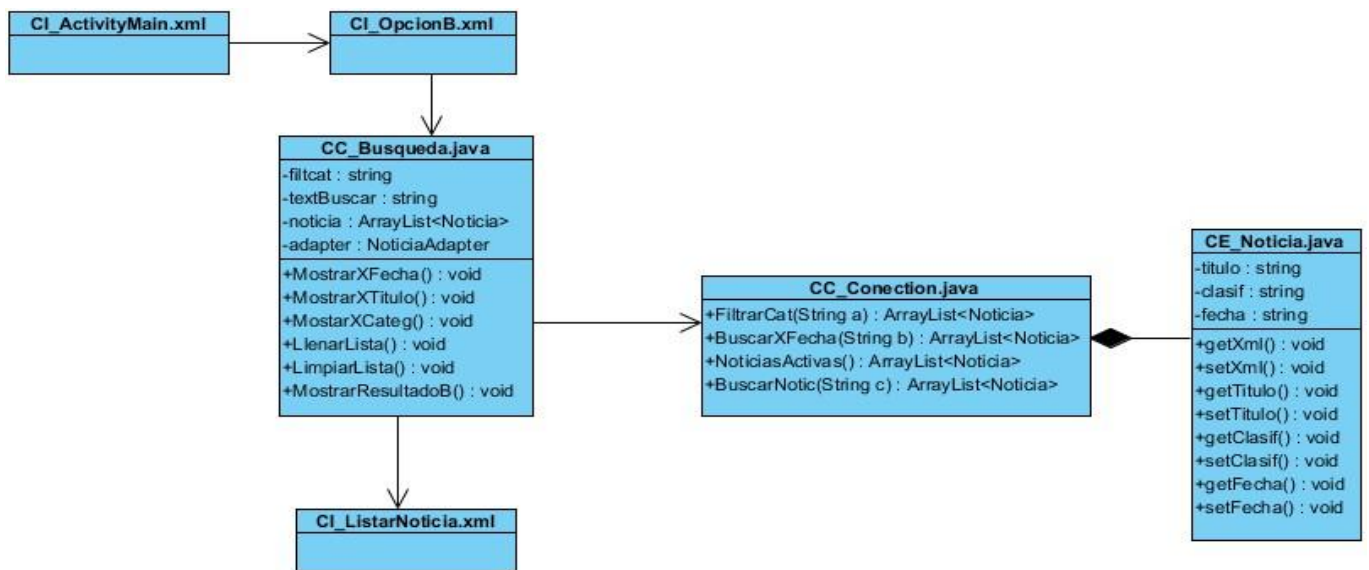 CI_ActivityMain.xml
CI_OpcionB.xml
CC_Busqueda.java
-filtcat : string
-textBuscar : string
-noticia : ArrayList<Noticia>
-adapter : NoticiaAdapter
+MostrarXFecha() : void
+MostrarXTitulo() : void
+MostarXCateg() : void
+LlenarLista() : void
+LimpiarLista() : void
+MostrarResultadoB() : void
CC_Conection.java
+FiltrarCat(String a) : ArrayList<Noticia>
+BuscarXFecha(String b) : ArrayList<Noticia>
+NoticiasActivas() : ArrayList<Noticia>
+BuscarNotic(String c) : ArrayList<Noticia>
CE_Noticia.java
-titulo : string
-clasif : string
-fecha : string
+getXml() : void
+setXml() : void
+getTitulo() : void
+setTitulo() : void
+getClasif() : void
+setClasif() : void
+getFecha() : void
+setFecha() : void
CI_ListarNoticia.xml